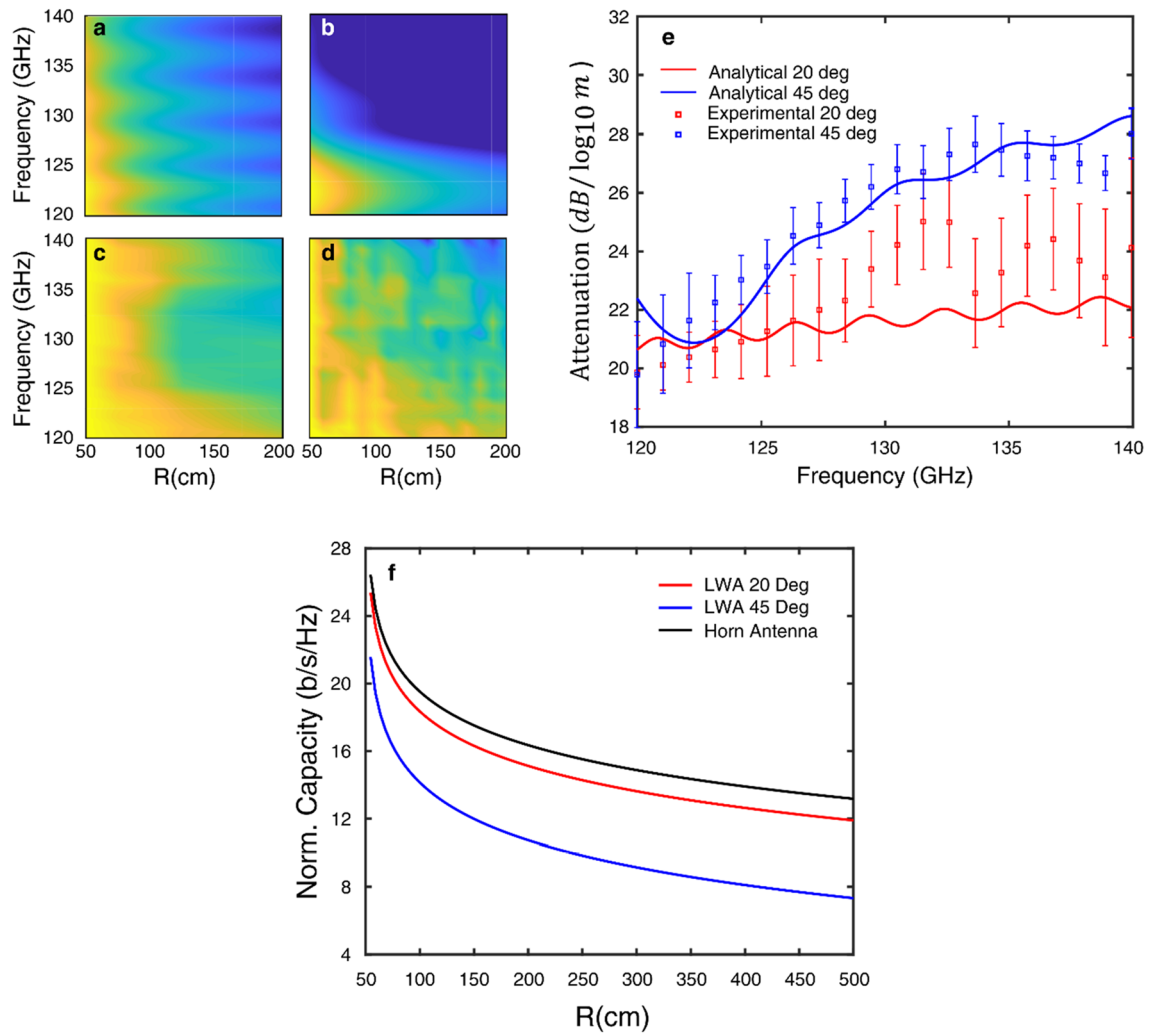 a
b
140
135
130
125
120
Frequency (GHz)
c
d
140
135
130
125
120
Frequency (GHz)
50 100 150 200
R(cm)
50 100 150 200
R(cm)
e
Analytical 20 deg
Analytical 45 deg
Experimental 20 deg
Experimental 45 deg
32
30
28
26
24
22
20
18
Attenuation (dB/log10 m)
120 125 130 135 140
Frequency (GHz)
f
LWA 20 Deg
LWA 45 Deg
Horn Antenna
28
24
20
16
12
8
4
Norm. Capacity (b/s/Hz)
50 100 150 200 250 300 350 400 450 500
R(cm)